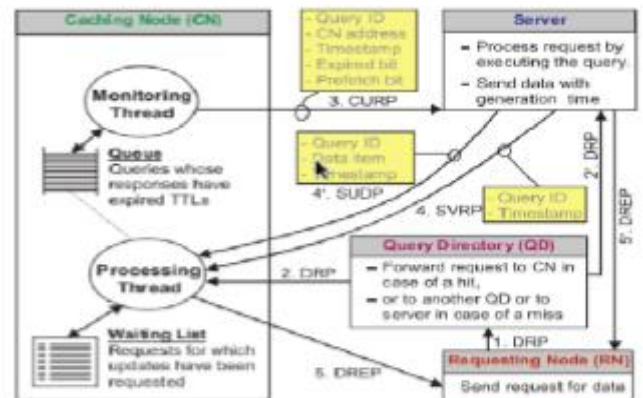 Caching Node (CN)
- Query ID
- CN address
- Timestamp
- Expired bit
- Prefetch bit
Server
- Process request by
executing the query.
- Send data with
generation time
Monitoring
Thread
3. CURP
Queue
Queries whose
responses have
expired TTLs
- Query ID
- Data item
- Timestamp
4'. SUDP
4. SVRP
- Query ID
- Timestamp
2'. DRP
5'. DREP
Query Directory (QD)
- Forward request to CN in
case of a hit,
- or to another QD or to
server in case of a miss
Processing
Thread
2. DRP
Waiting List
Requests for which
updates have been
requested
5. DREP
1. DRP
Requesting Node (RN)
Send request for data